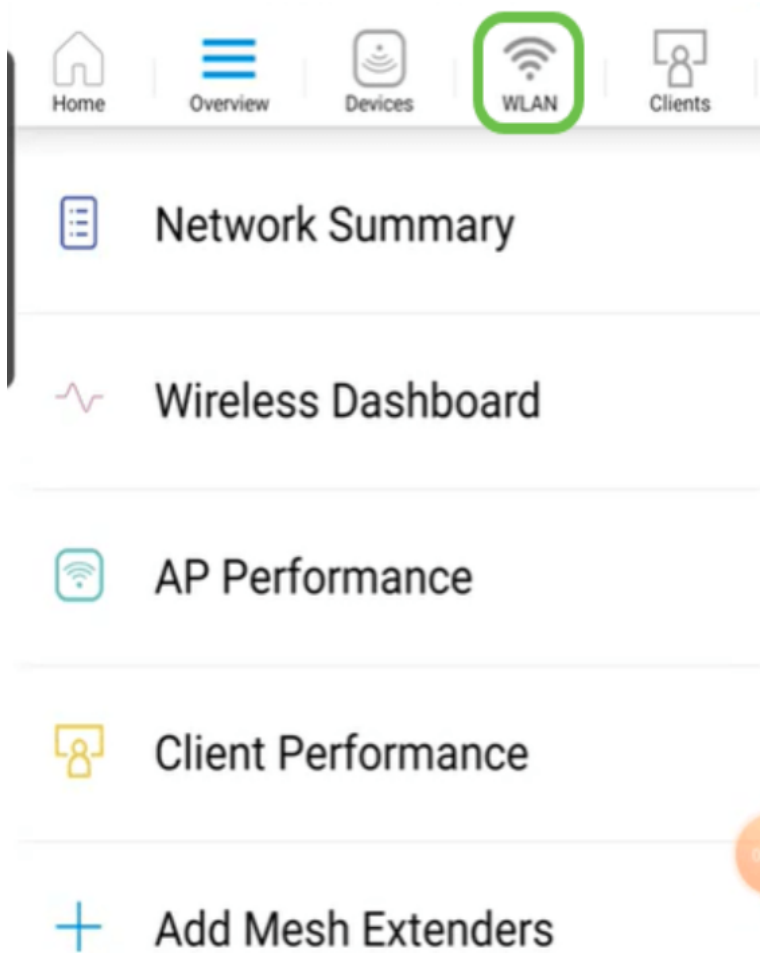 Home Overview Devices WLAN Clients
Network Summary
Wireless Dashboard
AP Performance
Client Performance
Add Mesh Extenders